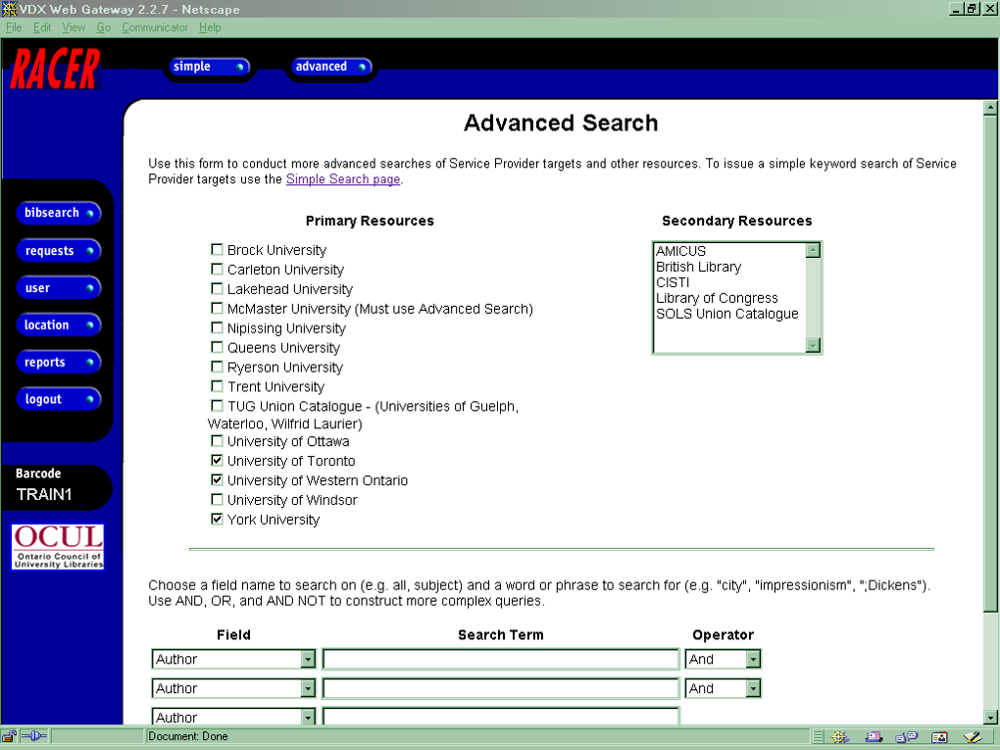 VDX Web Gateway 2.2.7 - Netscape
File Edit View Go Communicator Help
RACER
simple
advanced
Advanced Search
Use this form to conduct more advanced searches of Service Provider targets and other resources. To issue a simple keyword search of Service
Provider targets use the Simple Search page.
bibsearch
requests
user
location
reports
logout
Barcode
TRAIN1
OCUL
Ontario Council of
University Libraries
Primary Resources
Brock University
Carleton University
Lakehead University
McMaster University (Must use Advanced Search)
Nipissing University
Queens University
Ryerson University
Trent University
TUG Union Catalogue - (Universities of Guelph,
Waterloo, Wilfrid Laurier)
University of Ottawa
University of Toronto
University of Western Ontario
University of Windsor
York University
Secondary Resources
AMICUS
British Library
CISTI
Library of Congress
SOLS Union Catalogue
Choose a field name to search on (e.g. all, subject) and a word or phrase to search for (e.g. "city", "impressionism", ";Dickens").
Use AND, OR, and AND NOT to construct more complex queries.
Field Search Term Operator
Author And
Author And
Author
Document: Done